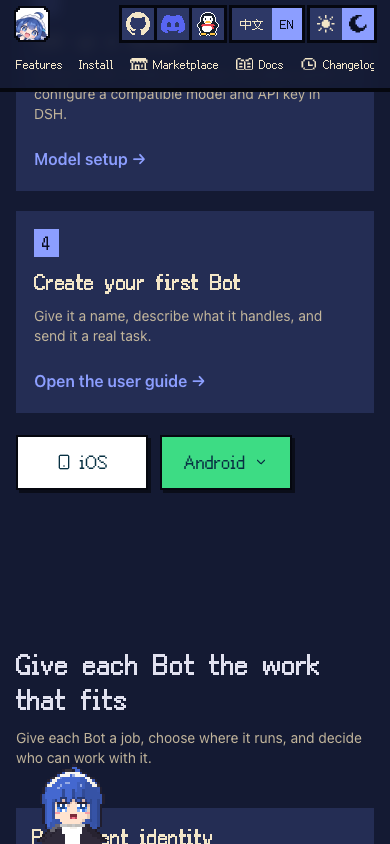 中文 EN
Features Install Marketplace Docs Changelog
configure a compatible model and API key in
DSH.
Model setup →
4
Create your first Bot
Give it a name, describe what it handles, and
send it a real task.
Open the user guide →
iOS Android
Give each Bot the work
that fits
Give each Bot a job, choose where it runs, and decide
who can work with it.
identity